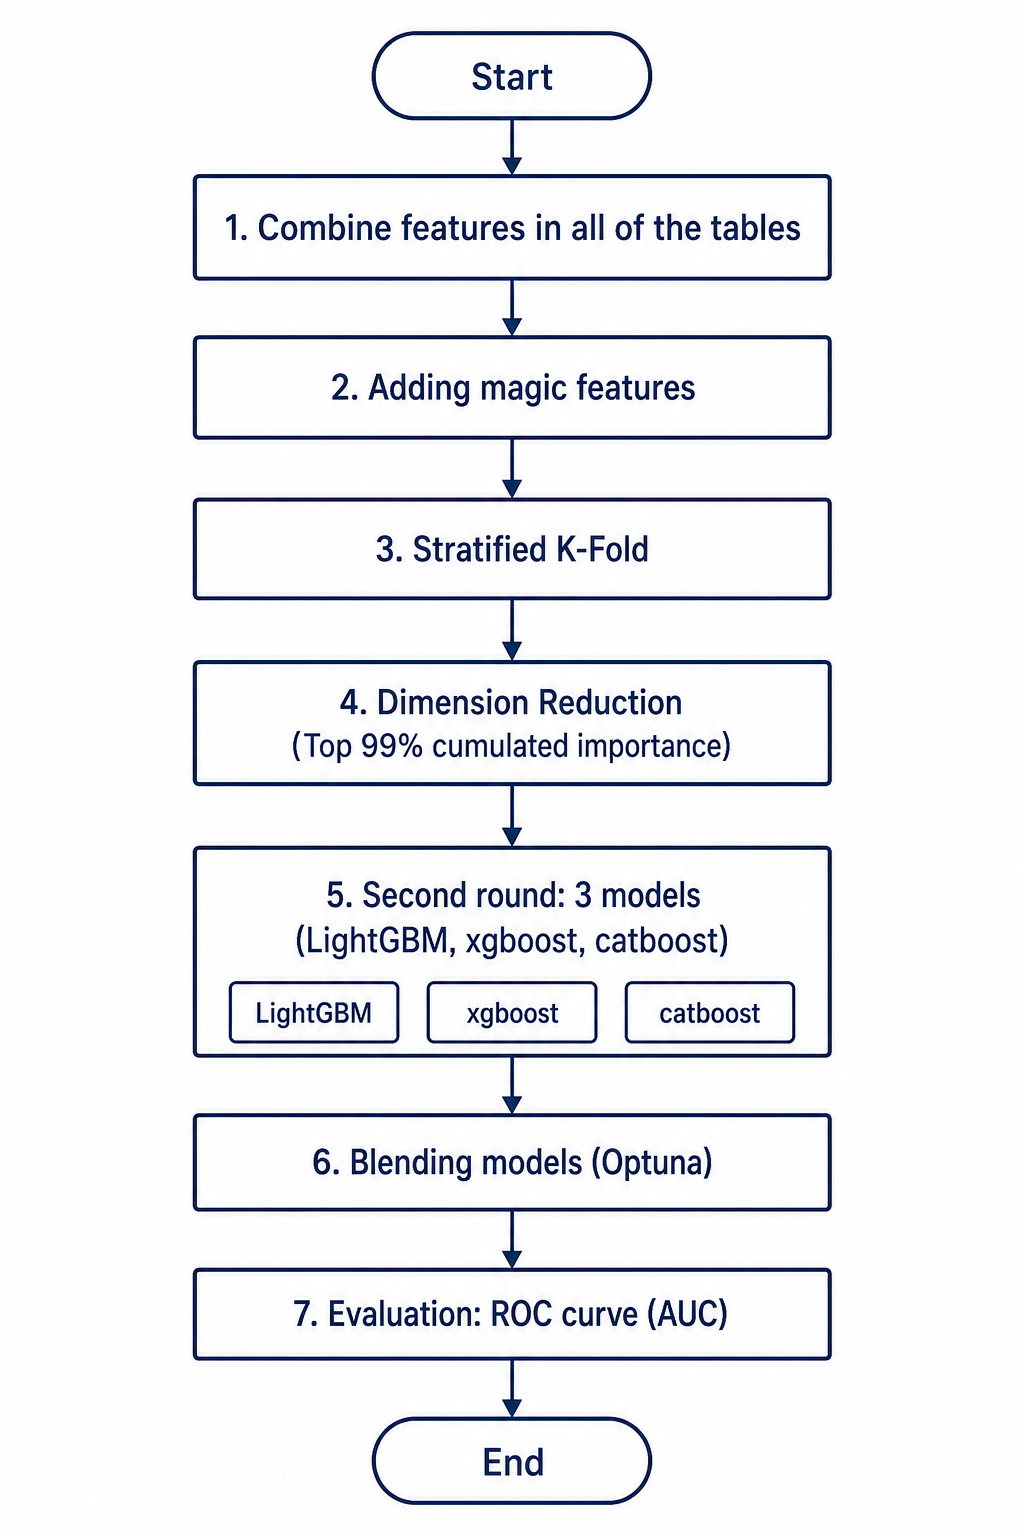 Start
1. Combine features in all of the tables
2. Adding magic features
3. Stratified K-Fold
4. Dimension Reduction
(Top 99% cumulated importance)
5. Second round: 3 models
(LightGBM, xgboost, catboost)
LightGBM
xgboost
catboost
6. Blending models (Optuna)
7. Evaluation: ROC curve (AUC)
End